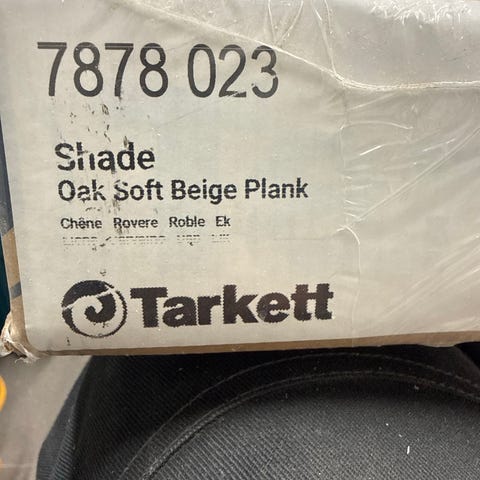 7878 023
Shade
Oak Soft Beige Plank
Chêne Rovere Roble Ek
Tarkett